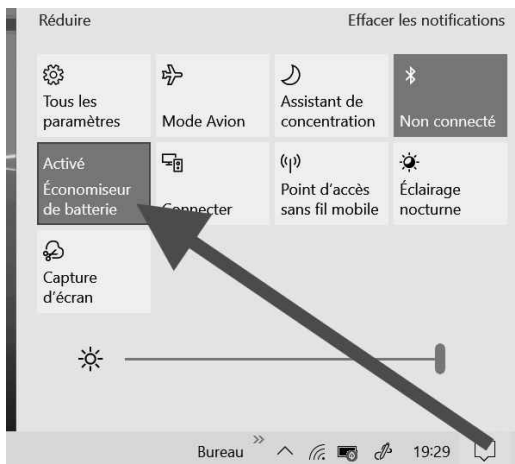 Réduire Effacer les notifications
Tous les paramètres
Mode Avion
Assistant de concentration
Non connecté
Activé
Économiseur de batterie
Connecter
Point d'accès sans fil mobile
Éclairage nocturne
Capture d'écran
Bureau 19:29